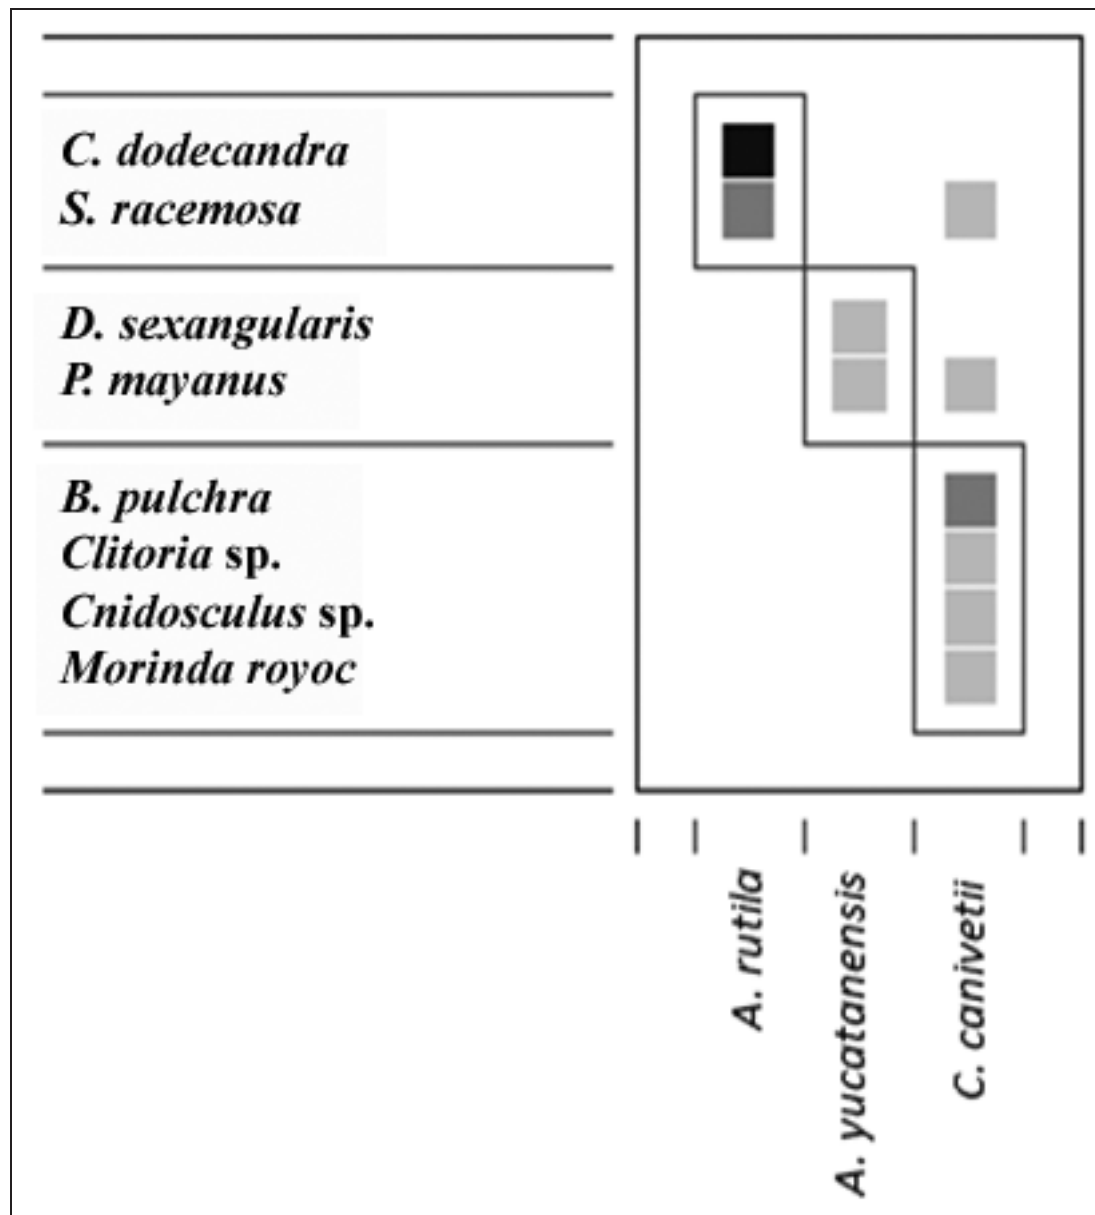 C. dodecandra
S. racemosa
D. sexangularis
P. mayanus
B. pulchra
Clitoria sp.
Cnidosculus sp.
Morinda royoc
A. rutila
A. yucatanensis
C. canivetii